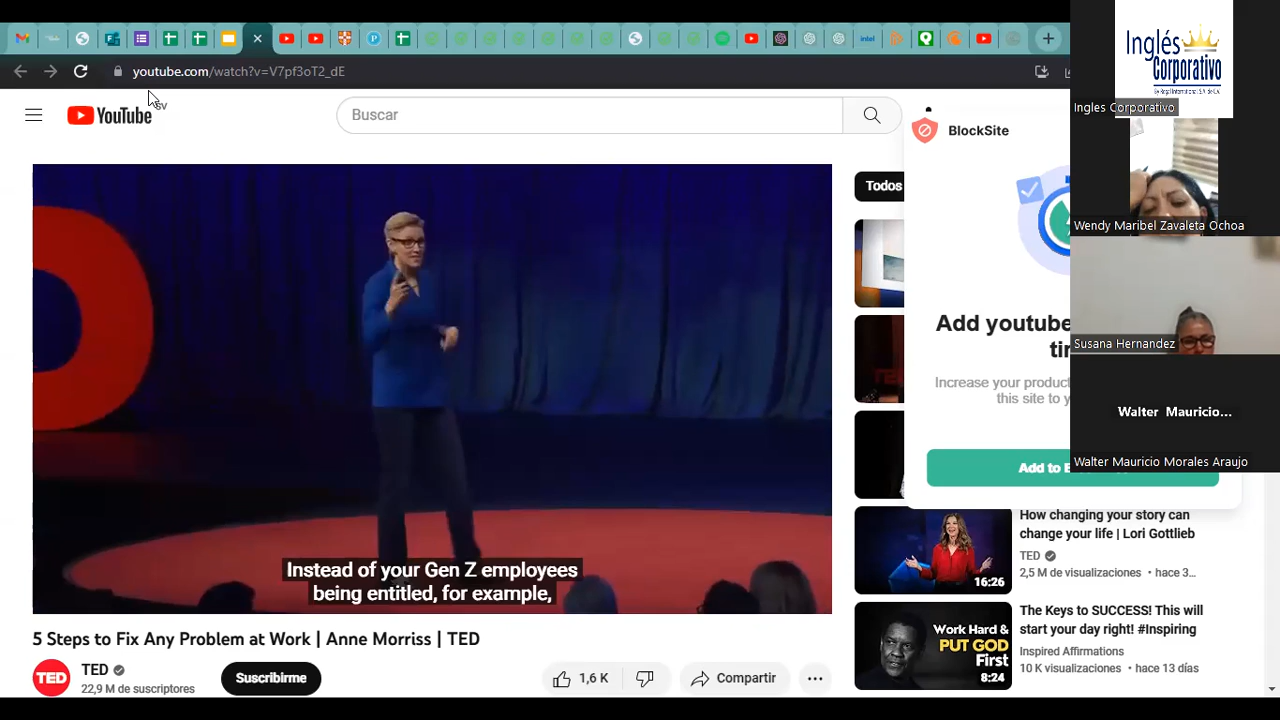 intel
youtube.com/watch?v=V7pf3oT2_dE
YouTube SV
Buscar
BlockSite
Todos
Add youtube
Increase your produc
this site to y
Add to
Instead of your Gen Z employees
being entitled, for example,
5 Steps to Fix Any Problem at Work | Anne Morriss | TED
TED
TED
22,9 M de suscriptores
Suscribirme
1,6 K
Compartir
16:26
How changing your story can
change your life | Lori Gottlieb
TED
2,5 M de visualizaciones • hace 3...
Work Hard &
PUT GOD
First
8:24
The Keys to SUCCESS! This will
start your day right! #Inspiring
Inspired Affirmations
10 K visualizaciones • hace 13 días
Inglés
Corporativo
Ingles Corporativo
Wendy Maribel Zavaleta Ochoa
Susana Hernandez
Walter Mauricio...
Walter Mauricio Morales Araujo